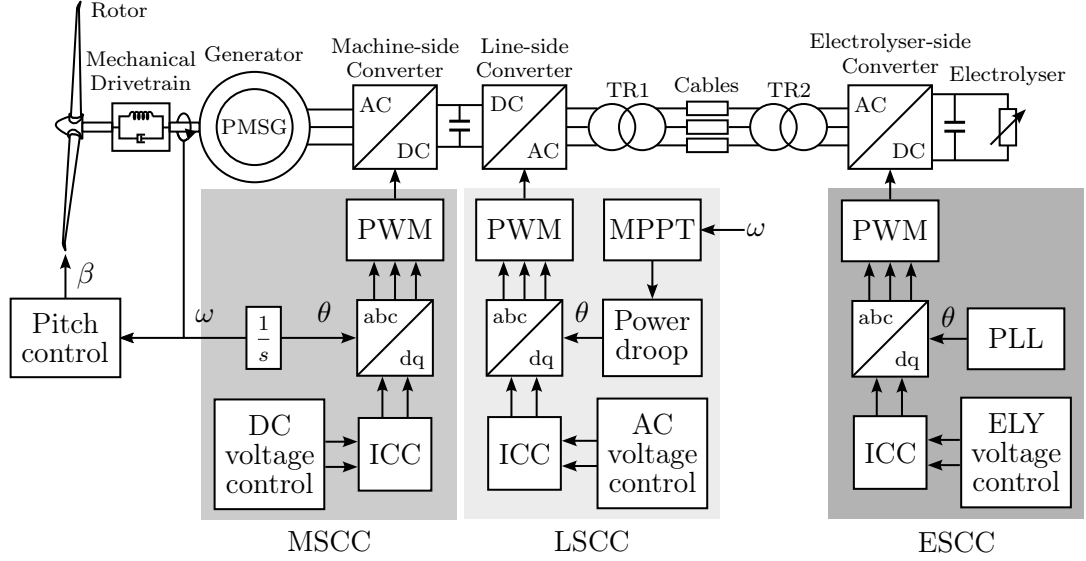 Rotor
Mechanical
Drivetrain
Generator
Machine-side
Converter
Line-side
Converter
TR1
Cables
TR2
Electrolyser-side
Converter
Electrolyser
PMSG
AC
DC
DC
AC
AC
DC
PWM
PWM
MPPT
ω
PWM
β
Pitch
control
ω
1
s
θ
abc
dq
abc
dq
θ
Power
droop
abc
dq
θ
PLL
DC
voltage
control
ICC
ICC
AC
voltage
control
ICC
ELY
voltage
control
MSCC
LSCC
ESCC